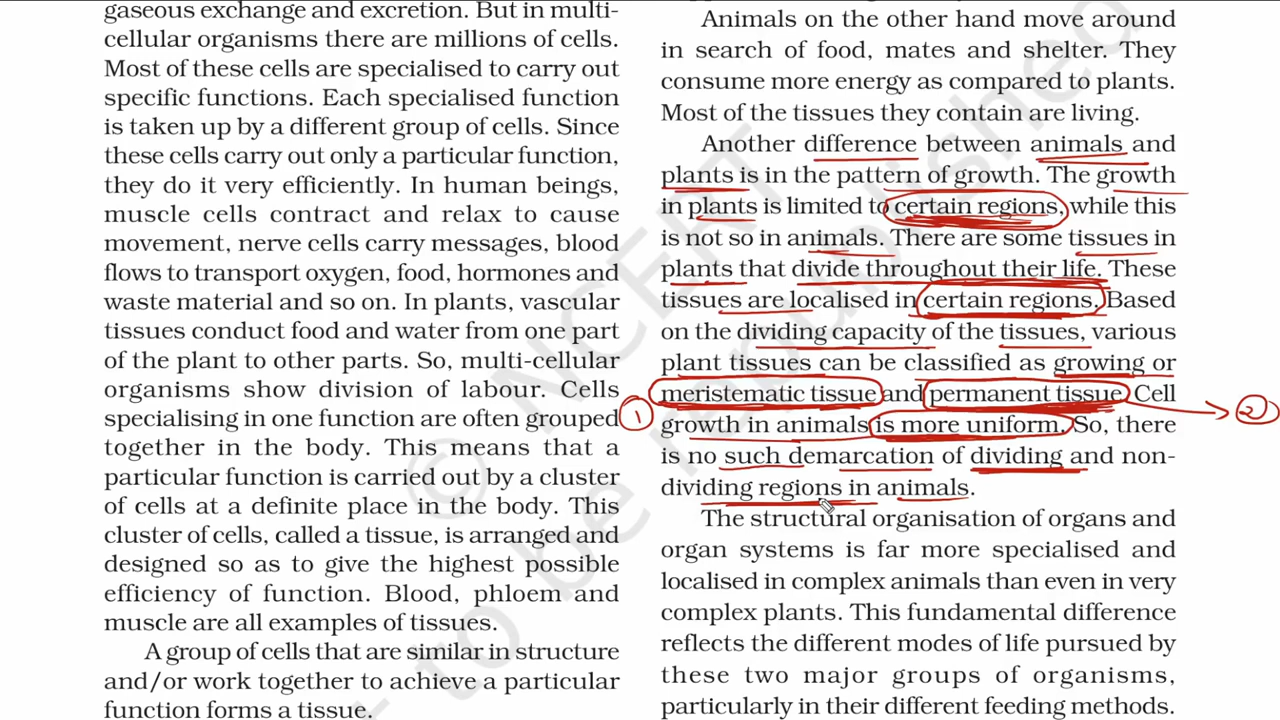 gaseous exchange and excretion. But in multi-
cellular organisms there are millions of cells.
Most of these cells are specialised to carry out
specific functions. Each specialised function
is taken up by a different group of cells. Since
these cells carry out only a particular function,
they do it very efficiently. In human beings,
muscle cells contract and relax to cause
movement, nerve cells carry messages, blood
flows to transport oxygen, food, hormones and
waste material and so on. In plants, vascular
tissues conduct food and water from one part
of the plant to other parts. So, multi-cellular
organisms show division of labour. Cells
specialising in one function are often grouped
together in the body. This means that a
particular function is carried out by a cluster
of cells at a definite place in the body. This
cluster of cells, called a tissue, is arranged and
designed so as to give the highest possible
efficiency of function. Blood, phloem and
muscle are all examples of tissues.
A group of cells that are similar in structure
and/or work together to achieve a particular
function forms a tissue.
Animals on the other hand move around
in search of food, mates and shelter. They
consume more energy as compared to plants.
Most of the tissues they contain are living.
Another difference between animals and
plants is in the pattern of growth. The growth
in plants is limited to certain regions, while this
is not so in animals. There are some tissues in
plants that divide throughout their life. These
tissues are localised in certain regions. Based
on the dividing capacity of the tissues, various
plant tissues can be classified as growing or
meristematic tissue and permanent tissue. Cell
1
2
growth in animals is more uniform. So, there
is no such demarcation of dividing and non-
dividing regions in animals.
The structural organisation of organs and
organ systems is far more specialised and
localised in complex animals than even in very
complex plants. This fundamental difference
reflects the different modes of life pursued by
these two major groups of organisms,
particularly in their different feeding methods.
© NCERT
to be republished